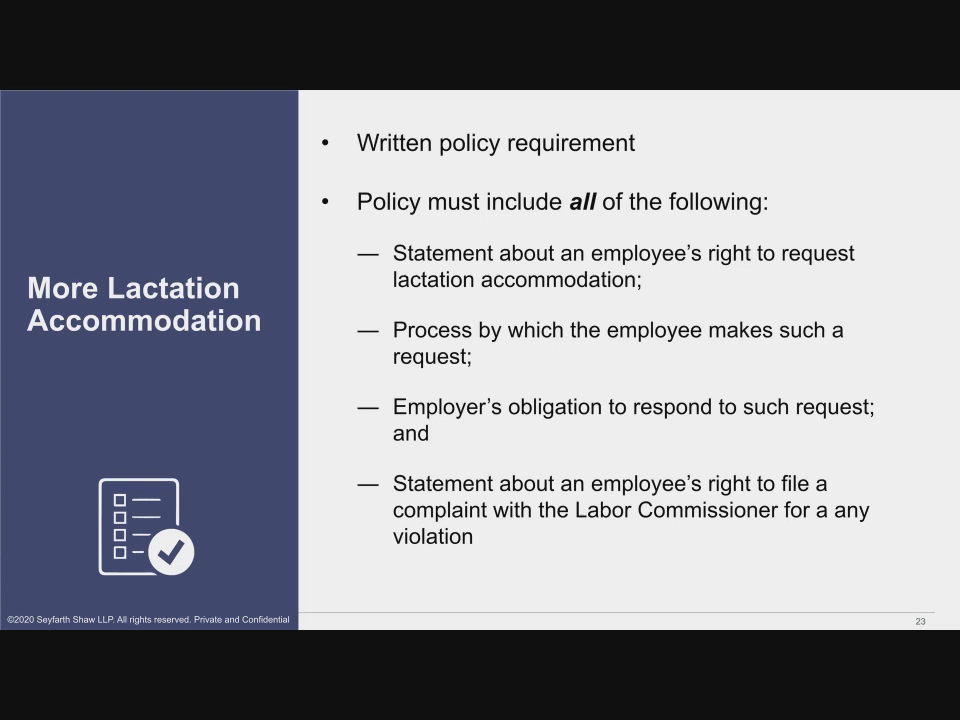 More Lactation
Accommodation
• Written policy requirement
• Policy must include all of the following:
— Statement about an employee’s right to request
lactation accommodation;
— Process by which the employee makes such a
request;
— Employer’s obligation to respond to such request;
and
— Statement about an employee’s right to file a
complaint with the Labor Commissioner for a any
violation
©2020 Seyfarth Shaw LLP. All rights reserved. Private and Confidential
23